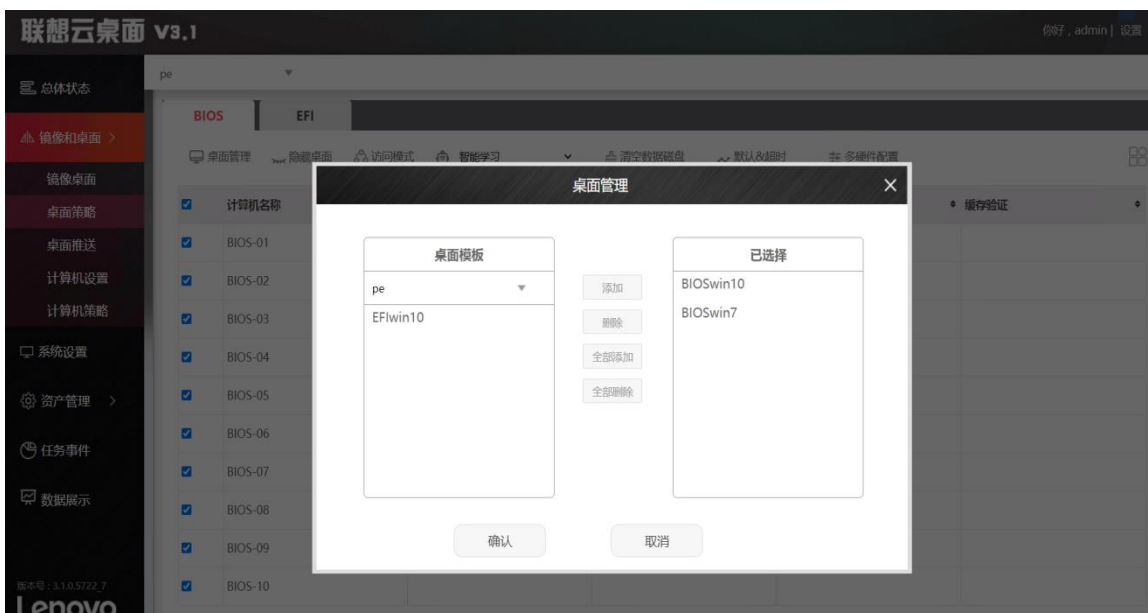 联想云桌面 V3.1
你好，admin | 设置
总体状态
镜像和桌面 >
镜像桌面
桌面策略
桌面推送
计算机设置
计算机策略
系统设置
资产管理 >
任务事件
数据展示
版本号：3.1.0.5722_7
Lenovo
pe
BIOS EFI
桌面管理 隐藏桌面 访问模式 智能学习 清空数据磁盘 默认&超时 多硬件配置
计算机名称 缓存验证
BIOS-01
BIOS-02
BIOS-03
BIOS-04
BIOS-05
BIOS-06
BIOS-07
BIOS-08
BIOS-09
BIOS-10
桌面管理
桌面模板
pe
EFIwin10
添加
删除
全部添加
全部删除
已选择
BIOSwin10
BIOSwin7
确认 取消